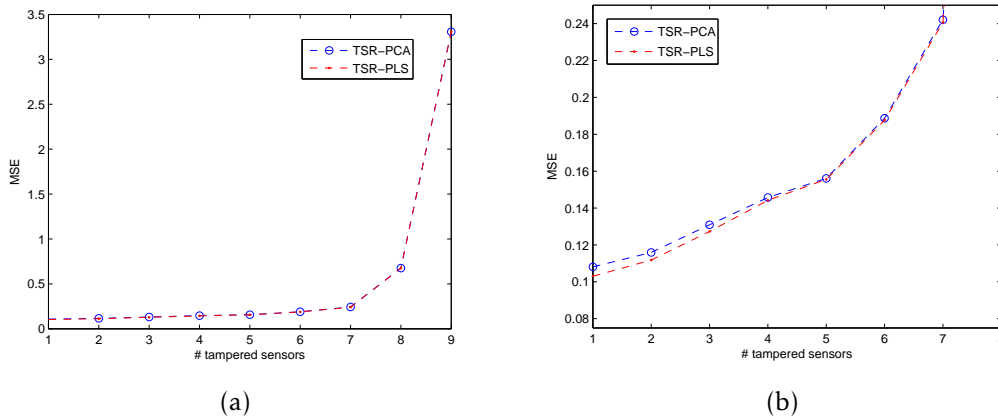 3.5
3
2.5
2
1.5
1
0.5
0
MSE
TSR-PCA
TSR-PLS
1 2 3 4 5 6 7 8 9
# tampered sensors
(a)
0.24
0.22
0.2
0.18
0.16
0.14
0.12
0.1
0.08
MSE
TSR-PCA
TSR-PLS
1 2 3 4 5 6 7
# tampered sensors
(b)